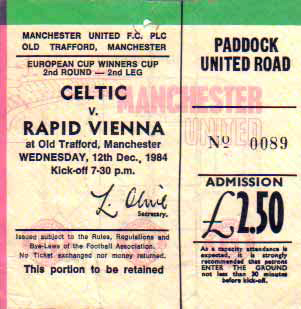 MANCHESTER UNITED F.C. PLC
OLD TRAFFORD, MANCHESTER
EUROPEAN CUP WINNERS CUP
2nd ROUND — 2nd LEG
CELTIC
v.
RAPID VIENNA
at Old Trafford, Manchester
WEDNESDAY, 12th Dec., 1984
Kick-off 7-30 p.m.
Secretary.
Issued subject to the Rules, Regulations and
Bye-Laws of the Football Association.
No Ticket exchanged nor money returned.
This portion to be retained
MANCHESTER
UNITED
PADDOCK
UNITED ROAD
No 0089
ADMISSION
£2.50
As a capacity attendance is
expected, it is strongly
recommended that patrons
ENTER THE GROUND
not less than 30 minutes
before kick-off.